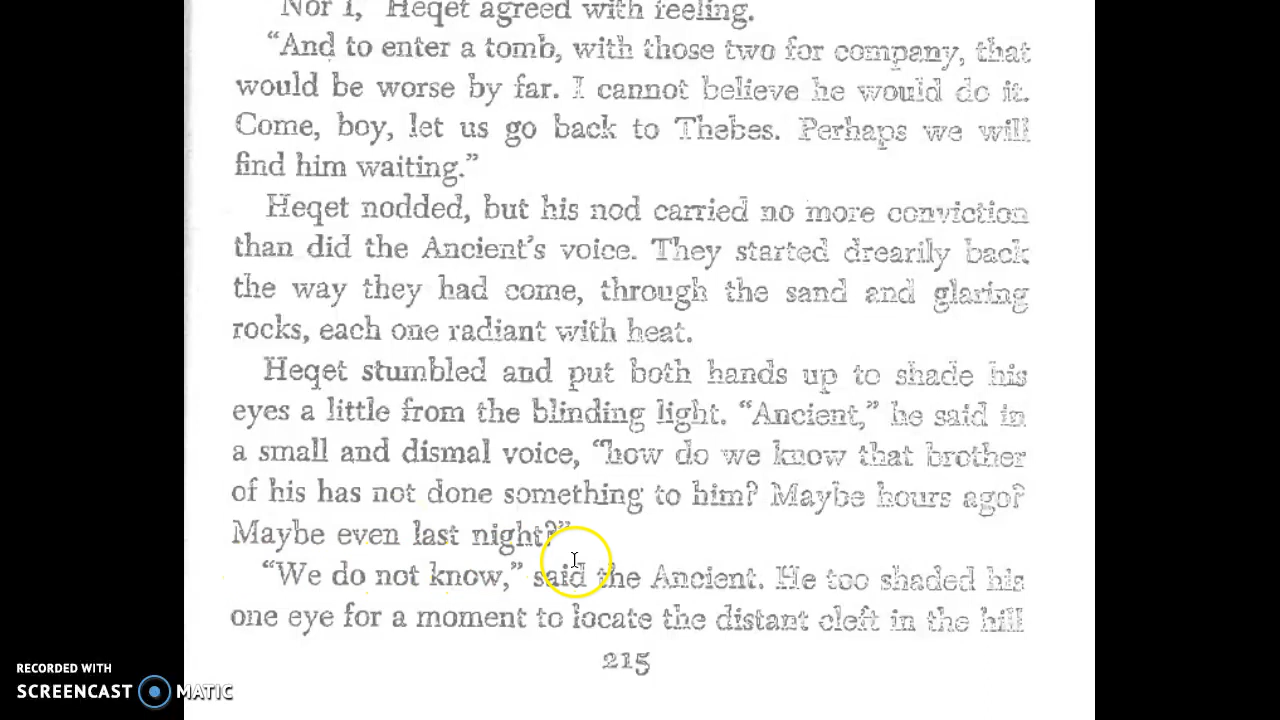 "Nor I," Heqet agreed with feeling.
"And to enter a tomb, with those two for company, that
would be worse by far. I cannot believe he would do it.
Come, boy, let us go back to Thebes. Perhaps we will
find him waiting."
Heqet nodded, but his nod carried no more conviction
than did the Ancient's voice. They started drearily back
the way they had come, through the sand and glaring
rocks, each one radiant with heat.
Heqet stumbled and put both hands up to shade his
eyes a little from the blinding light. "Ancient," he said in
a small and dismal voice, "how do we know that brother
of his has not done something to him? Maybe hours ago?
Maybe even last night?"
"We do not know," said the Ancient. He too shaded his
one eye for a moment to locate the distant cleft in the hill
215
RECORDED WITH
SCREENCAST MATIC